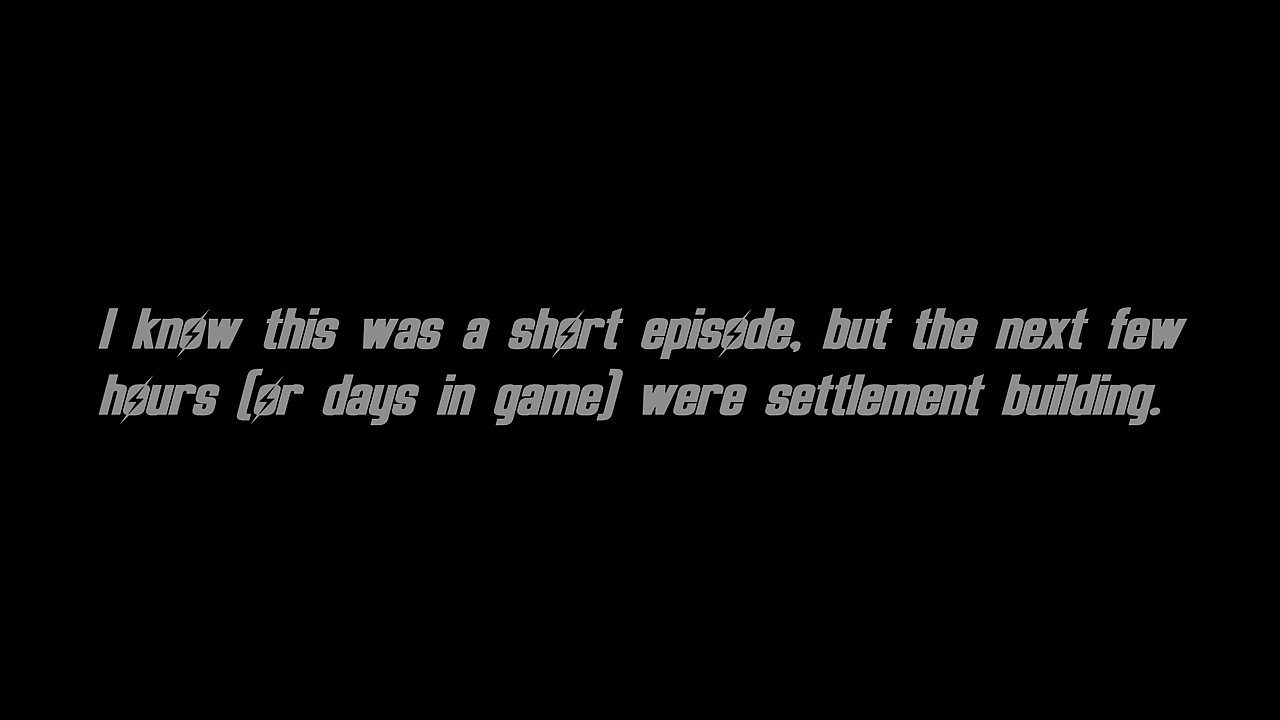 I know this was a short episode, but the next few
hours (or days in game) were settlement building.